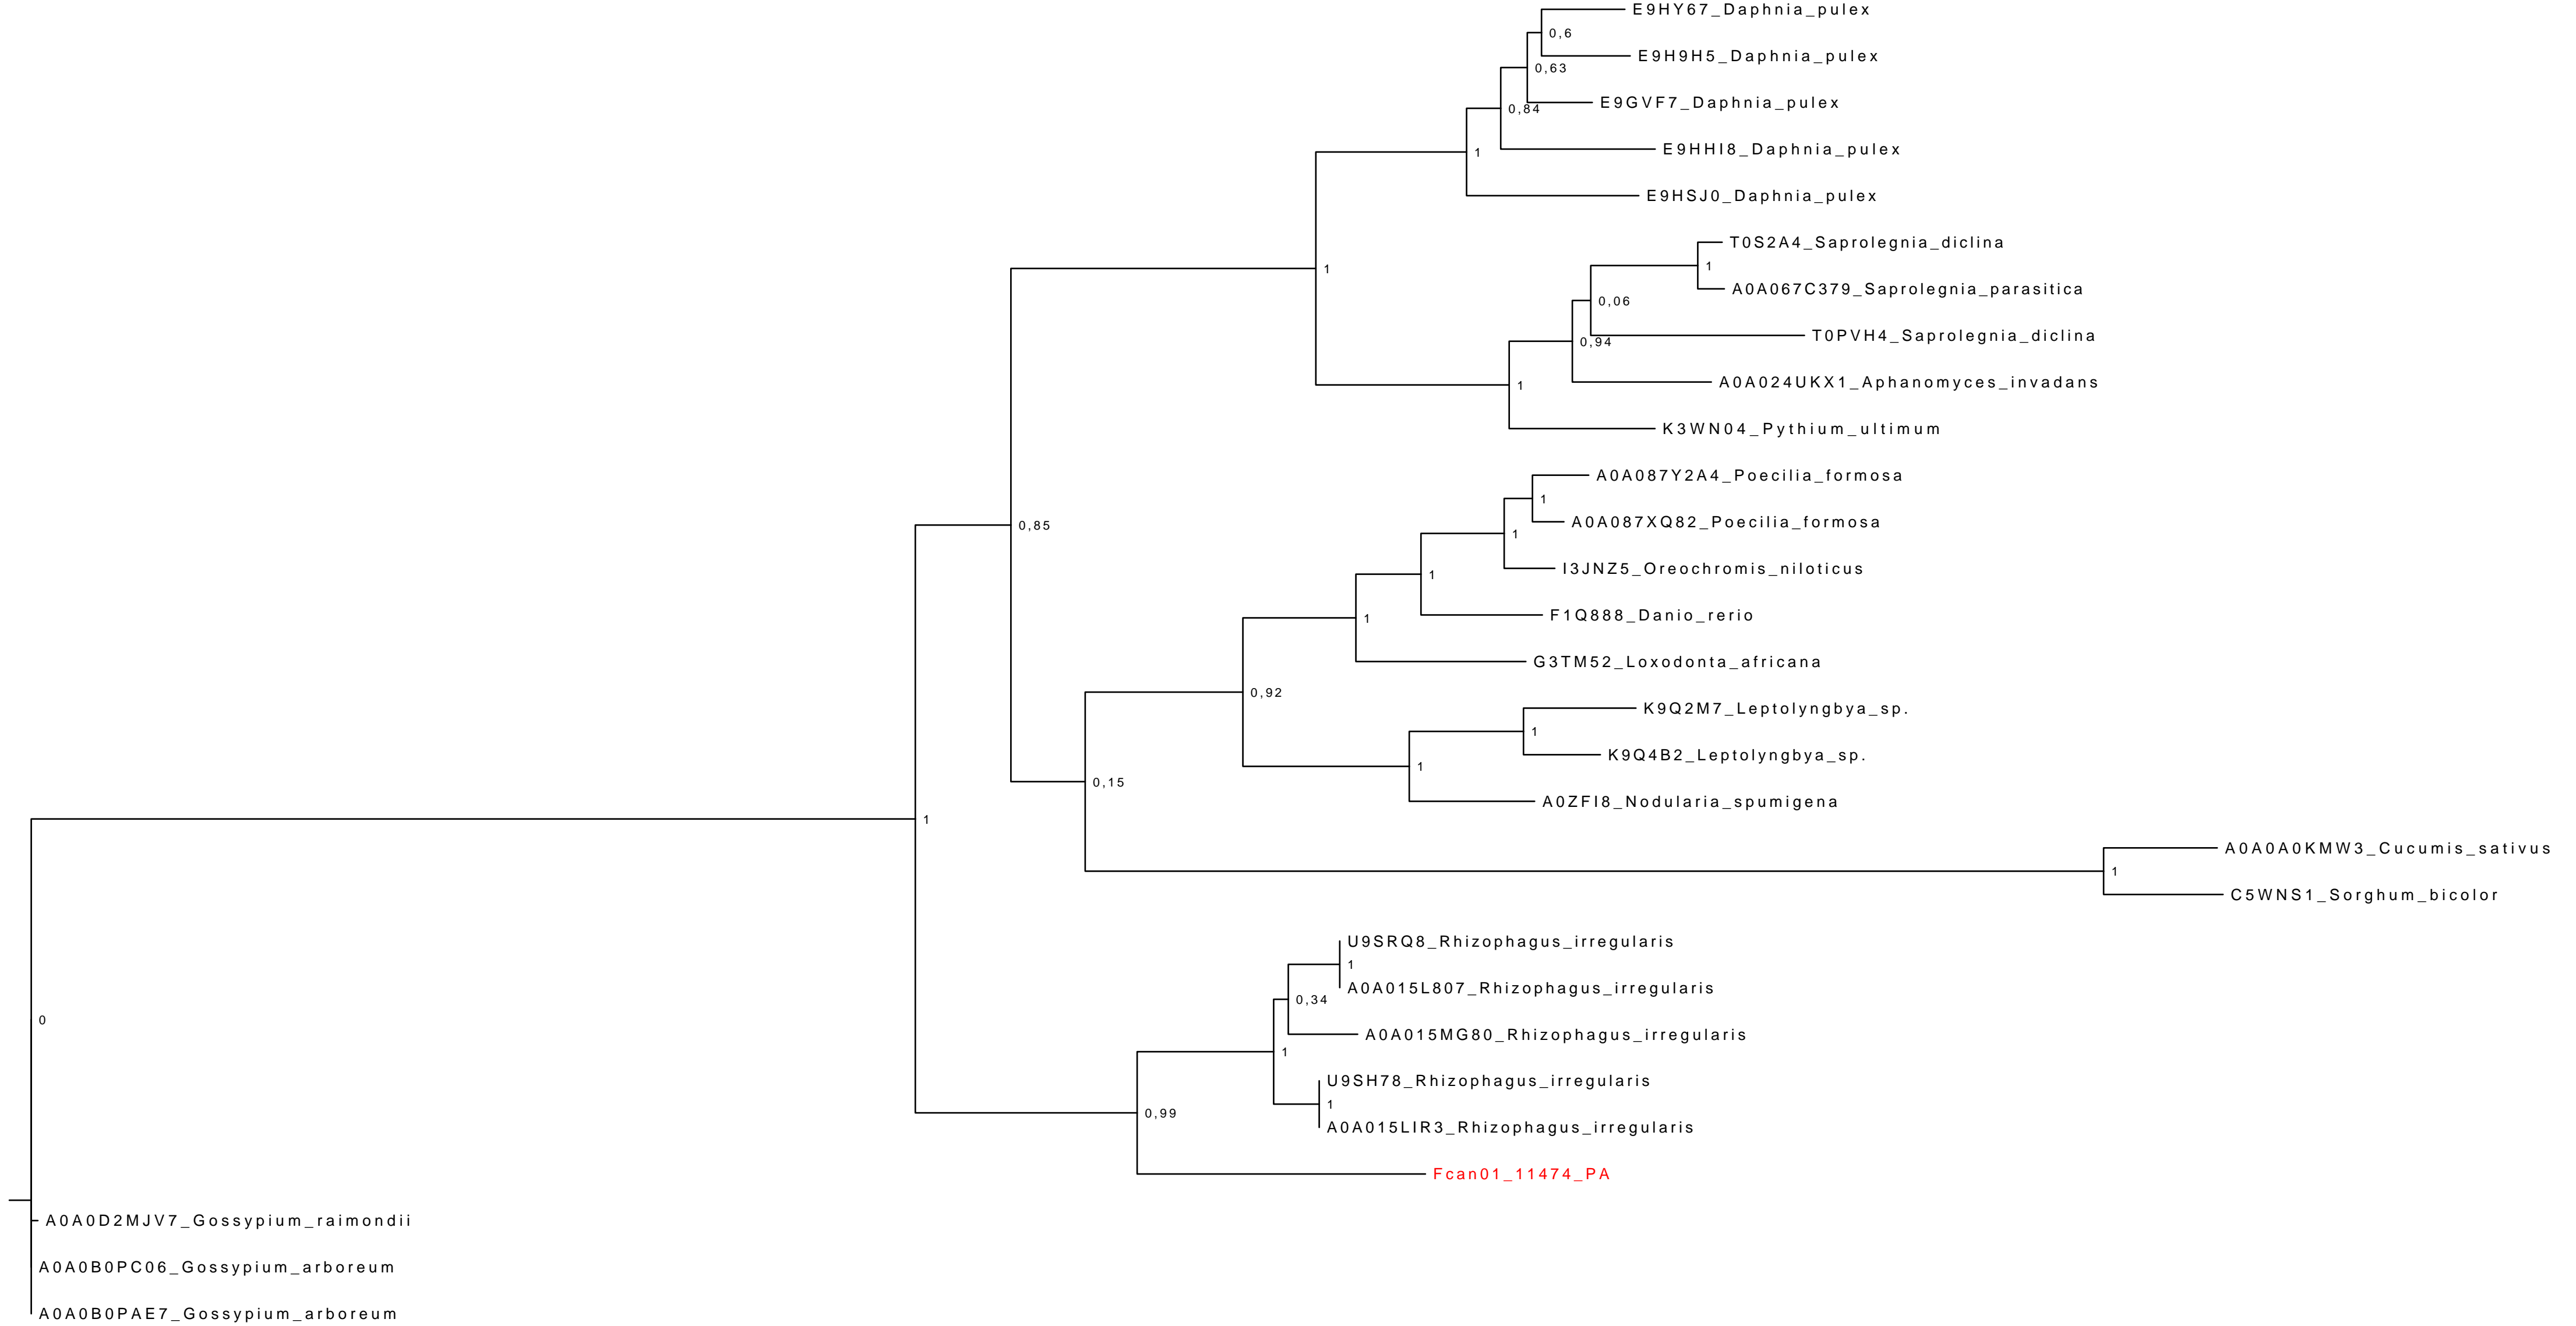 E9HY67_Daphnia_pulex
0,6
E9H9H5_Daphnia_pulex
0,63
E9GVF7_Daphnia_pulex
0,84
E9HHI8_Daphnia_pulex
1
E9HSJ0_Daphnia_pulex
T0S2A4_Saprolegnia_diclina
1
1
A0A067C379_Saprolegnia_parasitica
0,06
T0PVH4_Saprolegnia_diclina
0,94
A0A024UKX1_Aphanomyces_invadans
1
K3WN04_Pythium_ultimum
A0A087Y2A4_Poecilia_formosa
1
A0A087XQ82_Poecilia_formosa
0,85
1
I3JNZ5_Oreochromis_niloticus
1
F1Q888_Danio_rerio
1
G3TM52_Loxodonta_africana
0,92
K9Q2M7_Leptolyngbya_sp.
1
K9Q4B2_Leptolyngbya_sp.
1
0,15
A0ZFI8_Nodularia_spumigena
1
A0A0A0KMW3_Cucumis_sativus
1
C5WNS1_Sorghum_bicolor
U9SRQ8_Rhizophagus_irregularis
1
A0A015L807_Rhizophagus_irregularis
0,34
0
A0A015MG80_Rhizophagus_irregularis
1
U9SH78_Rhizophagus_irregularis
1
0,99
A0A015LIR3_Rhizophagus_irregularis
Fcan01_11474_PA
A0A0D2MJV7_Gossypium_raimondii
A0A0B0PC06_Gossypium_arboreum
A0A0B0PAE7_Gossypium_arboreum